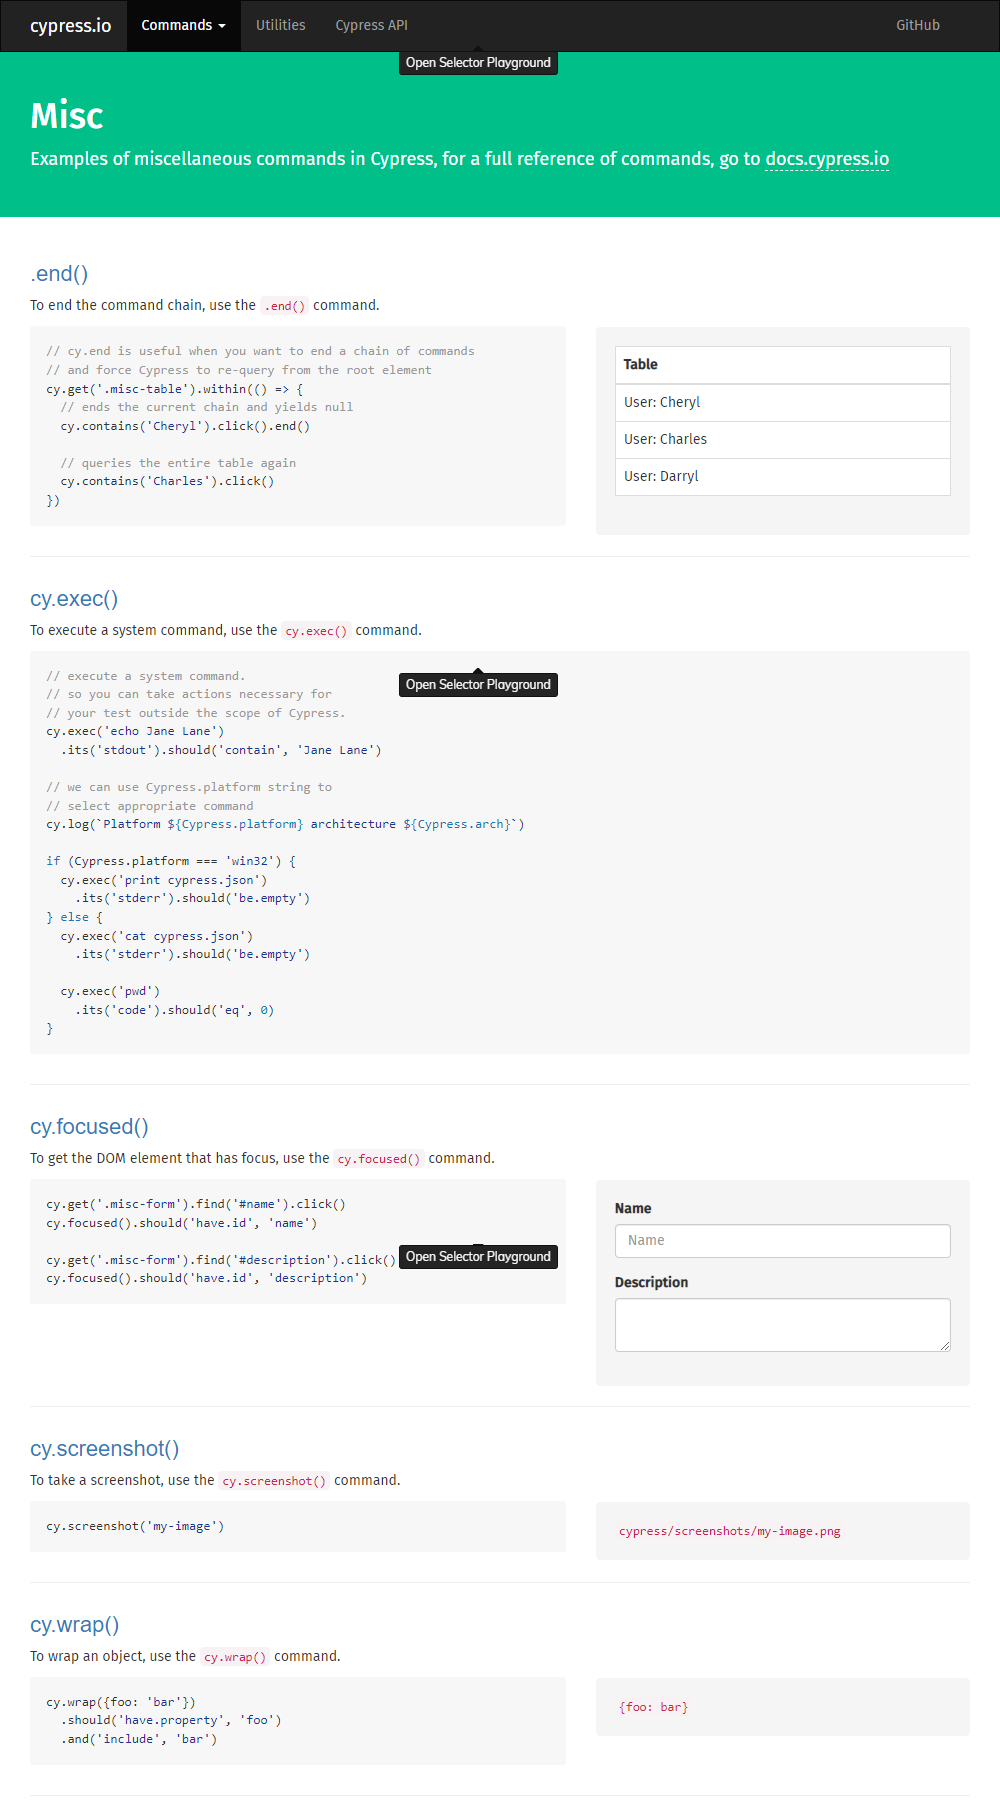 cypress.io Commands Utilities Cypress API GitHub
Open Selector Playground
Misc
Examples of miscellaneous commands in Cypress, for a full reference of commands, go to docs.cypress.io
.end()
To end the command chain, use the .end() command.
// cy.end is useful when you want to end a chain of commands
// and force Cypress to re-query from the root element
cy.get('.misc-table').within(() => {
  // ends the current chain and yields null
  cy.contains('Cheryl').click().end()
  // queries the entire table again
  cy.contains('Charles').click()
})
Table
User: Cheryl
User: Charles
User: Darryl
cy.exec()
To execute a system command, use the cy.exec() command.
// execute a system command.
Open Selector Playground
// so you can take actions necessary for
// your test outside the scope of Cypress.
cy.exec('echo Jane Lane')
  .its('stdout').should('contain', 'Jane Lane')
// we can use Cypress.platform string to
// select appropriate command
cy.log(`Platform ${Cypress.platform} architecture ${Cypress.arch}`)
if (Cypress.platform === 'win32') {
  cy.exec('print cypress.json')
    .its('stderr').should('be.empty')
} else {
  cy.exec('cat cypress.json')
    .its('stderr').should('be.empty')
  cy.exec('pwd')
    .its('code').should('eq', 0)
}
cy.focused()
To get the DOM element that has focus, use the cy.focused() command.
cy.get('.misc-form').find('#name').click()
cy.focused().should('have.id', 'name')
cy.get('.misc-form').find('#description').click()
Open Selector Playground
cy.focused().should('have.id', 'description')
Name
Name
Description
cy.screenshot()
To take a screenshot, use the cy.screenshot() command.
cy.screenshot('my-image')
cypress/screenshots/my-image.png
cy.wrap()
To wrap an object, use the cy.wrap() command.
cy.wrap({foo: 'bar'})
  .should('have.property', 'foo')
  .and('include', 'bar')
{foo: bar}